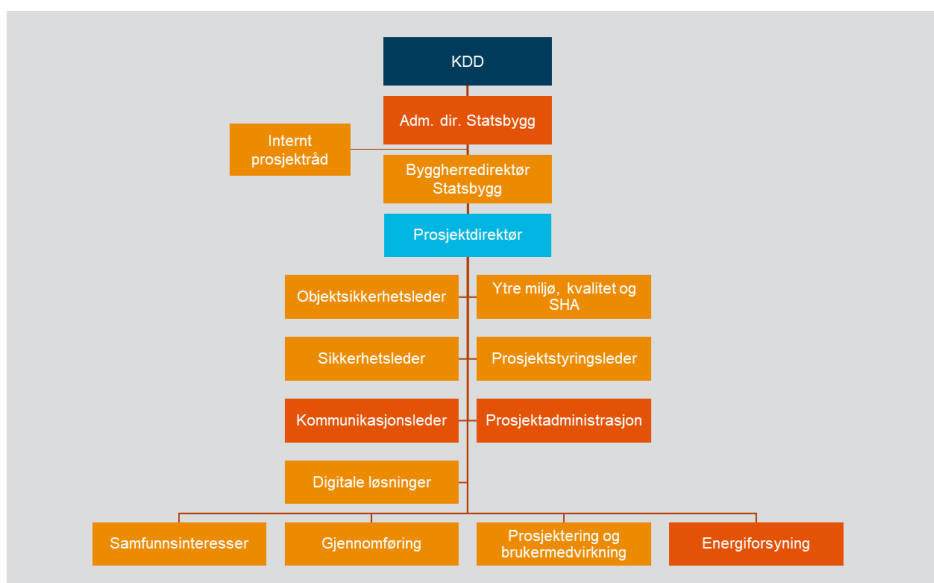 KDD
Adm. dir. Statsbygg
Internt
prosjektråd
Byggherredirektør
Statsbygg
Prosjektdirektør
Objektsikkerhetsleder
Ytre miljø, kvalitet og
SHA
Sikkerhetsleder
Prosjektstyringsleder
Kommunikasjonsleder
Prosjektadministrasjon
Digitale løsninger
Samfunnsinteresser
Gjennomføring
Prosjektering og
brukermedvirkning
Energiforsyning